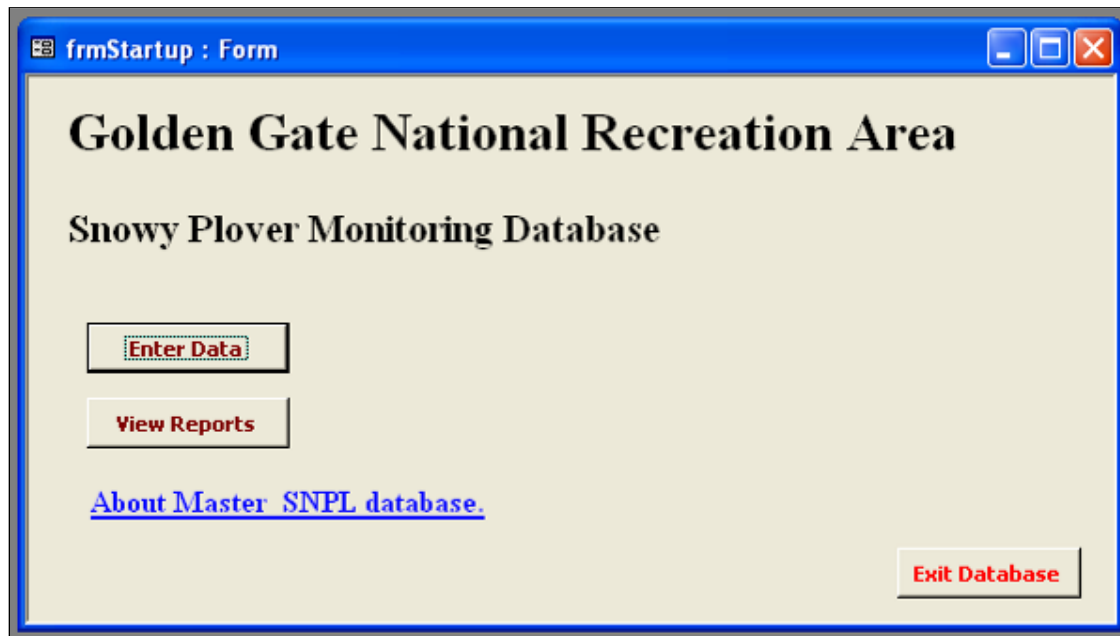 frmStartup : Form
Golden Gate National Recreation Area
Snowy Plover Monitoring Database
Enter Data
View Reports
About Master SNPL database.
Exit Database